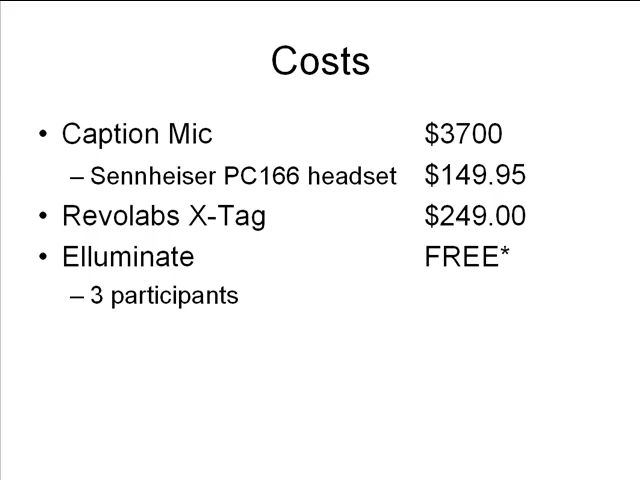 Costs
• Caption Mic $3700
– Sennheiser PC166 headset $149.95
• Revolabs X-Tag $249.00
• Elluminate FREE*
– 3 participants